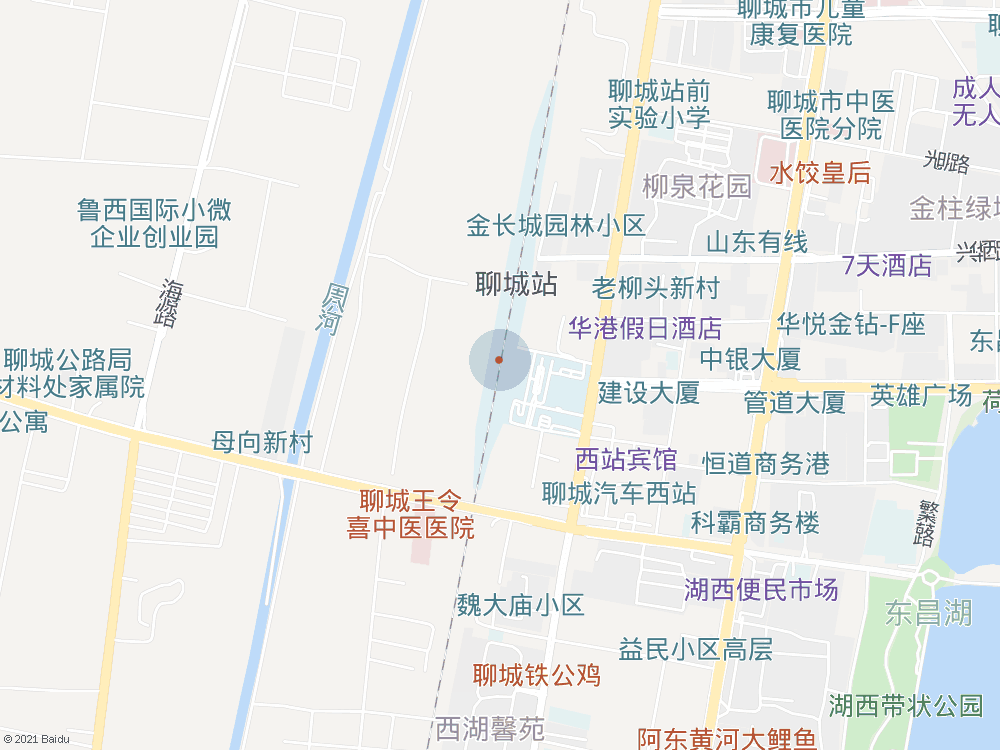 聊城市儿童
康复医院
聊城站前
实验小学
聊城市中医
医院分院
成人
无人
水饺皇后
柳泉花园
鲁西国际小微
企业创业园
金长城园林小区
山东有线
金柱绿城
7天酒店
周
河
聊城站
老柳头新村
海源路
华港假日酒店
华悦金钻-F座
聊城公路局
材料处家属院
中银大厦
建设大厦
管道大厦
英雄广场
公寓
母向新村
西站宾馆
恒道商务港
聊城汽车西站
聊城王令
喜中医医院
科霸商务楼
湖西便民市场
魏大庙小区
东昌湖
益民小区高层
聊城铁公鸡
湖西带状公园
西湖馨苑
阿东黄河大鲤鱼
© 2021 Baidu